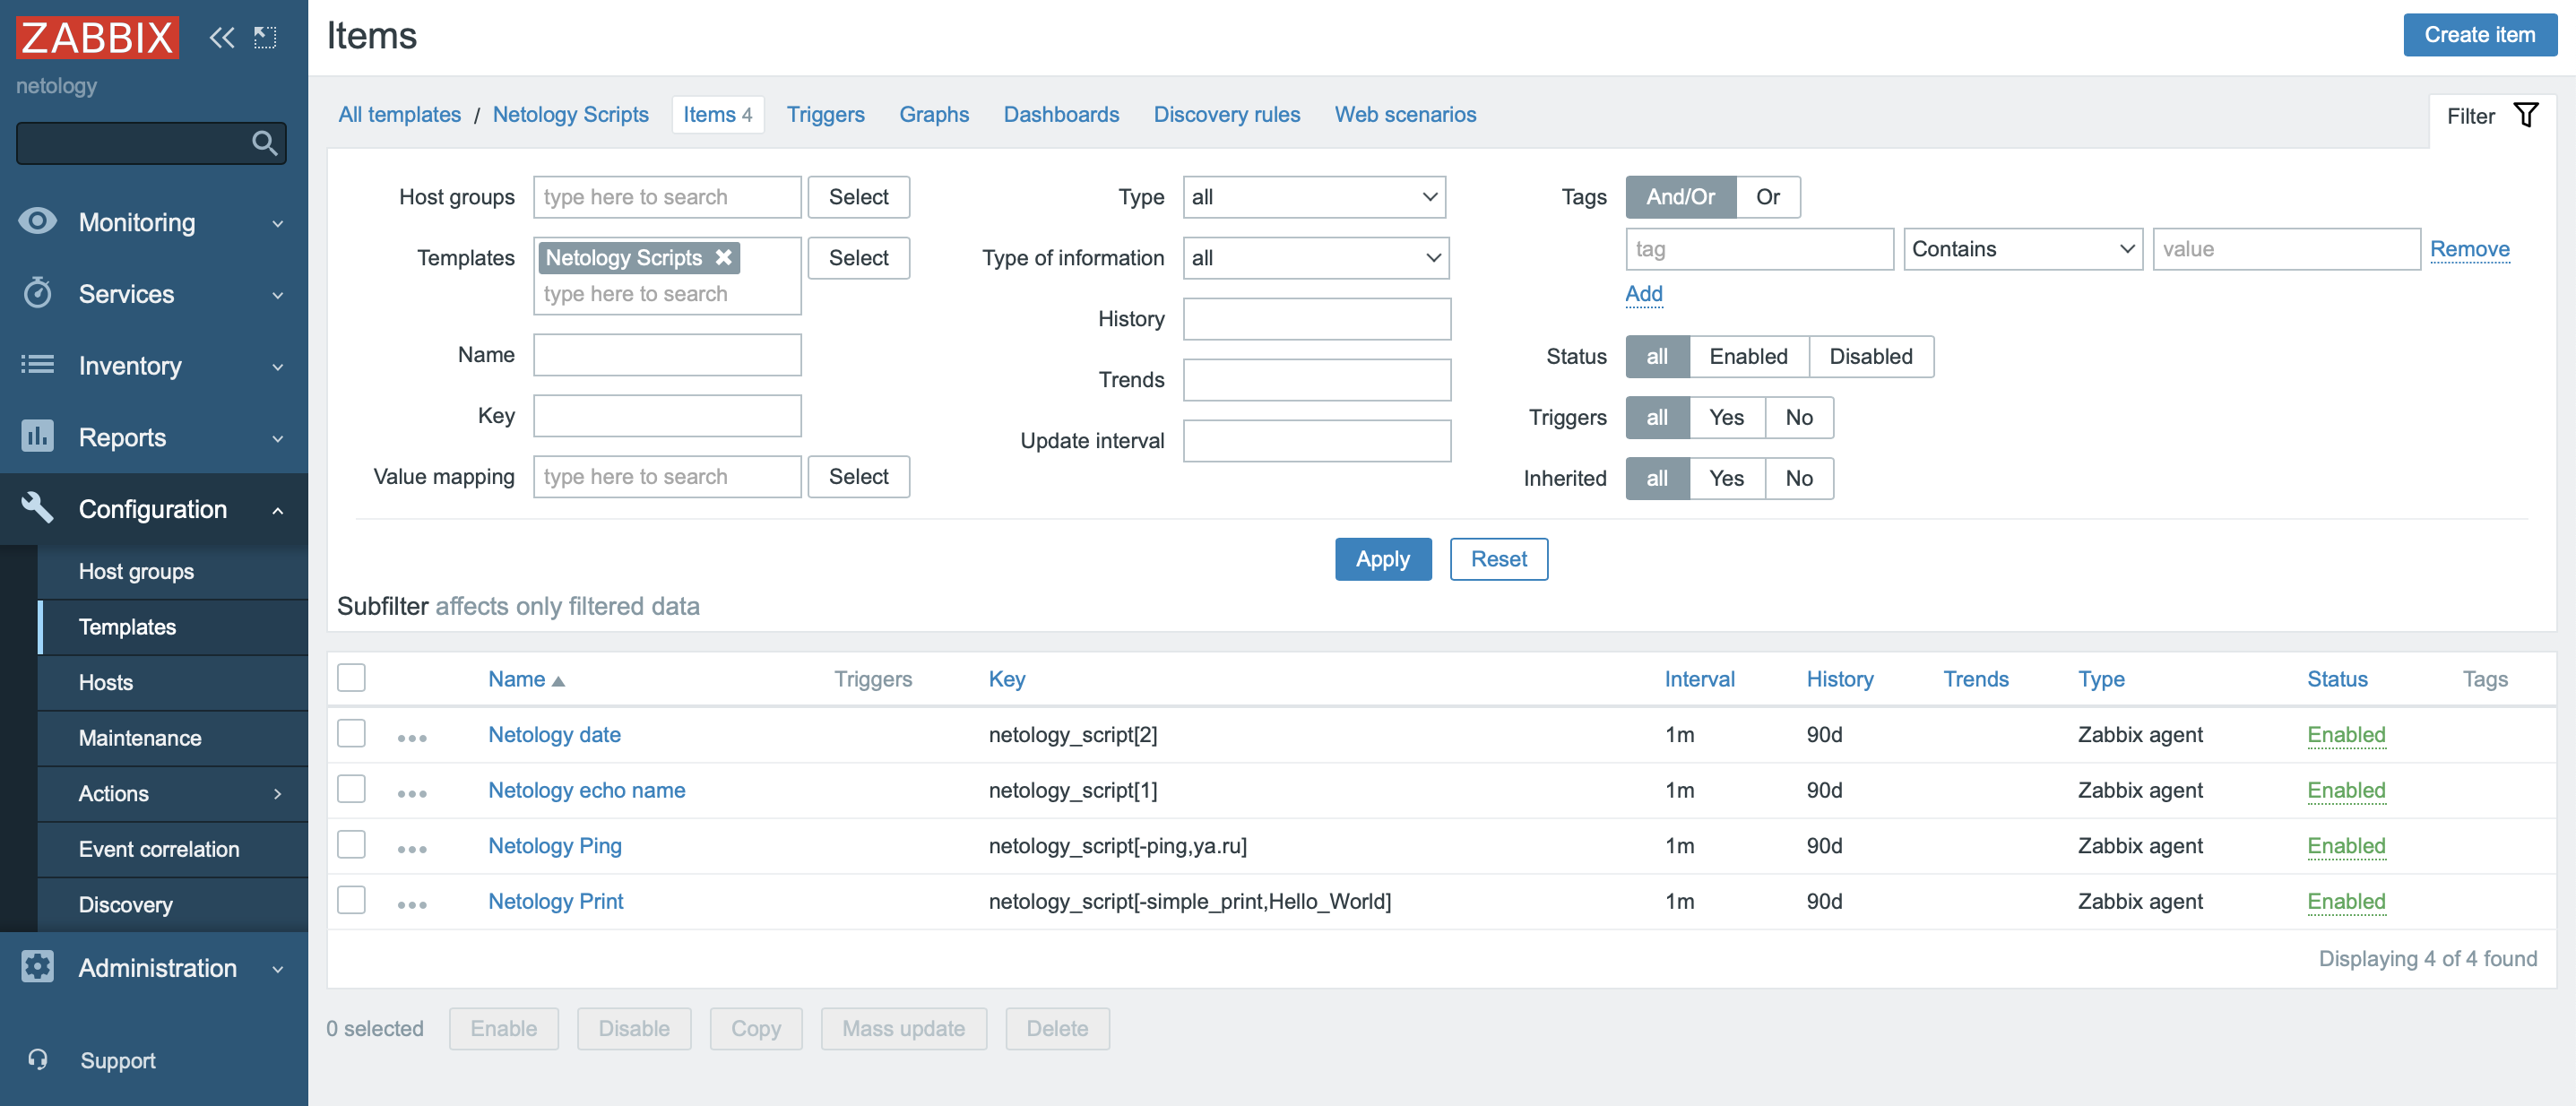 ZABBIX
netology
Monitoring
Services
Inventory
Reports
Configuration
Host groups
Templates
Hosts
Maintenance
Actions
Event correlation
Discovery
Administration
Support
Items
Create item
All templates / Netology Scripts Items 4 Triggers Graphs Dashboards Discovery rules Web scenarios
Filter
Host groups type here to search Select
Templates Netology Scripts Select
type here to search
Name
Key
Value mapping type here to search Select
Type all
Type of information all
History
Trends
Update interval
Tags And/Or Or
tag Contains value Remove
Add
Status all Enabled Disabled
Triggers all Yes No
Inherited all Yes No
Apply Reset
Subfilter affects only filtered data
Name Triggers Key Interval History Trends Type Status Tags
Netology date netology_script[2] 1m 90d Zabbix agent Enabled
Netology echo name netology_script[1] 1m 90d Zabbix agent Enabled
Netology Ping netology_script[-ping,ya.ru] 1m 90d Zabbix agent Enabled
Netology Print netology_script[-simple_print,Hello_World] 1m 90d Zabbix agent Enabled
Displaying 4 of 4 found
0 selected Enable Disable Copy Mass update Delete